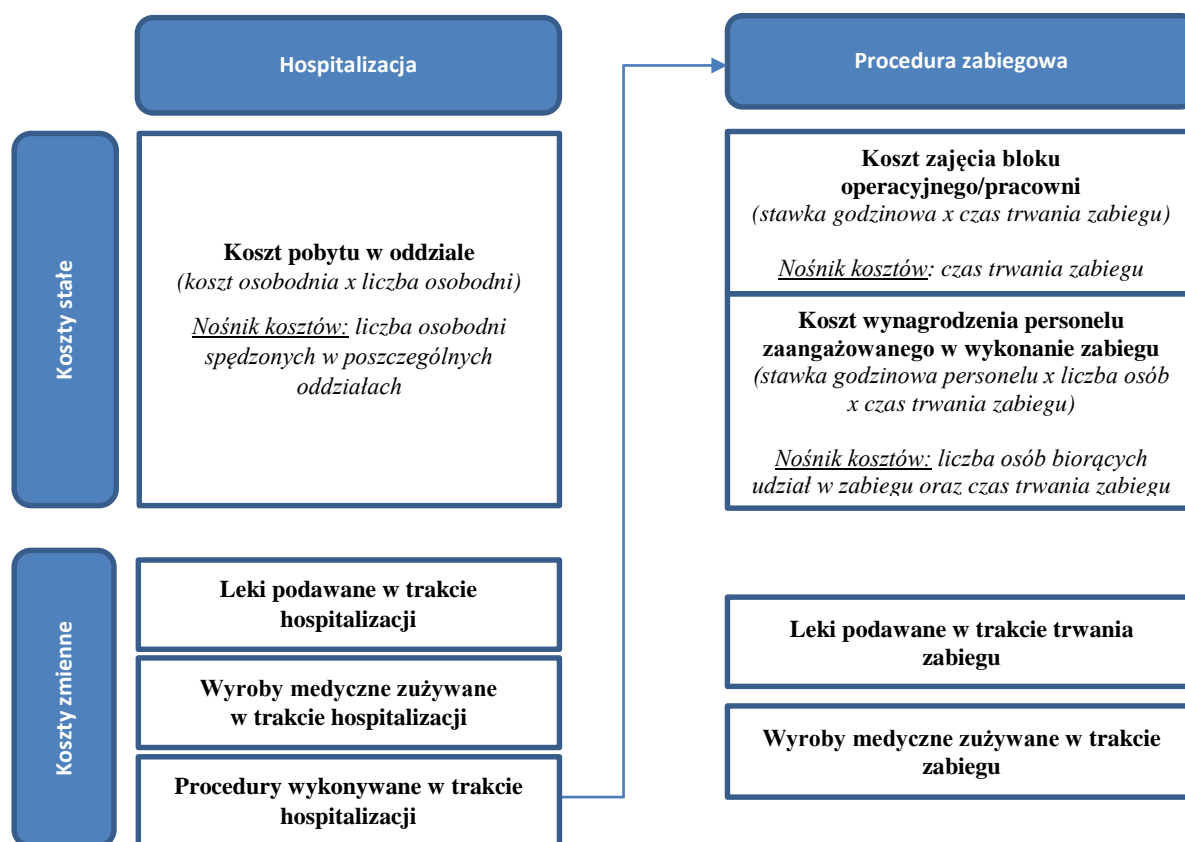 Hospitalizacja
Procedura zabiegowa
Koszty stałe
Koszt pobytu w oddziale
(koszt osobodnia x liczba osobodni)
Nośnik kosztów: liczba osobodni
spędzonych w poszczególnych
oddziałach
Koszt zajęcia bloku
operacyjnego/pracowni
(stawka godzinowa x czas trwania zabiegu)
Nośnik kosztów: czas trwania zabiegu
Koszt wynagrodzenia personelu
zaangażowanego w wykonanie zabiegu
(stawka godzinowa personelu x liczba osób
x czas trwania zabiegu)
Nośnik kosztów: liczba osób biorących
udział w zabiegu oraz czas trwania zabiegu
Koszty zmienne
Leki podawane w trakcie
hospitalizacji
Wyroby medyczne zużywane
w trakcie hospitalizacji
Procedury wykonywane w trakcie
hospitalizacji
Leki podawane w trakcie trwania
zabiegu
Wyroby medyczne zużywane w trakcie
zabiegu